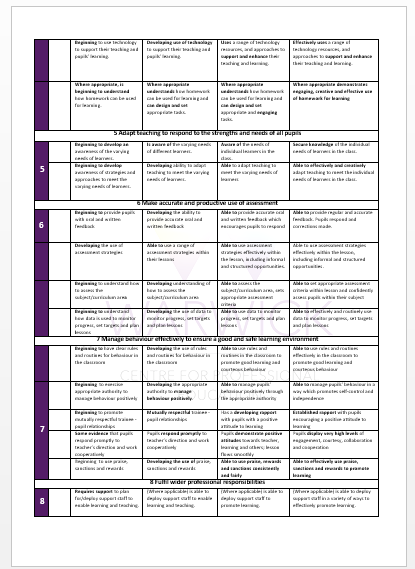 Beginning to use technology
to support their teaching and
pupils' learning.
Developing use of technology
to support their teaching and
pupils' learning.
Uses a range of technology
resources, and approaches to
support and enhance their
teaching and learning.
Effectively uses a range of
technology resources, and
approaches to support and enhance
their teaching and learning.
Where appropriate, is
beginning to understand
how homework can be used
for learning.
Where appropriate
understands how homework
can be used for learning and
can design and set
appropriate tasks.
Where appropriate
understands how homework
can be used for learning and
can design and set
appropriate and engaging
tasks.
Where appropriate demonstrates
engaging, creative and effective use
of homework for learning
5 Adapt teaching to respond to the strengths and needs of all pupils
5
Beginning to develop an
awareness of the varying
needs of learners.
Is aware of the varying needs
of different learners.
Aware of the needs of
individual learners in the
class.
Secure knowledge of the individual
needs of learners in the class.
Beginning to develop
awareness of strategies and
approaches to meet the
varying needs of learners.
Developing ability to adapt
teaching to meet the varying
needs of learners.
Able to adapt teaching to
meet the varying needs of
learners.
Able to effectively and creatively
adapt teaching to meet the
individual needs of learners.
6 Make accurate and productive use of assessment
6
Beginning to provide pupils
with oral and written
feedback
Developing the ability to
provide accurate oral and
written feedback
Able to provide accurate oral
and written feedback which
encourages pupils to respond
Able to provide regular and accurate
feedback. Pupils respond and
corrections made.
Developing the use of
assessment strategies
Able to use a range of
assessment strategies within
their lessons
Able to use assessment
strategies effectively within
the lesson, including informal
and structured opportunities.
Able to use assessment strategies
effectively within the lesson,
including informal and structured
opportunities.
Beginning to understand how
to assess the
subject/curriculum area
Developing understanding of
how to assess the
subject/curriculum area
Able to assess the
subject/curriculum area, sets
appropriate assessment
criteria
Able to set appropriate assessment
criteria within lesson and confidently
assess pupils within their subject
Beginning to understand
how data is used to monitor
progress, set targets and plan
lessons
Developing the use of data to
monitor progress, set targets
and plan lessons
Able to use data to monitor
progress, set targets and plan
lessons
Able to effectively and routinely use
data to monitor progress, set targets
and plan lessons
7 Manage behaviour effectively to ensure a good and safe learning environment
7
Beginning to have clear rules
and routines for behaviour in
the classroom
Developing the use of rules
and routines for behaviour in
the classroom
Able to use rules and
routines in the classroom to
promote good learning and
courteous behaviour
Able to use rules and routines
effectively in the classroom to
promote good learning and
courteous behaviour
Beginning to exercise
appropriate authority to
manage behaviour positively
Developing the appropriate
authority to manage
behaviour positively.
Able to manage pupils'
behaviour positively through
the appropriate authority
Able to manage pupils' behaviour in a
way which promotes self-control and
independence
Beginning to promote
mutually respectful trainee-
pupil relationships
Mutually respectful trainee-
pupil relationships
Has a developing support
with pupils with a positive
attitude to learning
Established support with pupils
encouraging a positive attitude to
learning
Some evidence that pupils
respond promptly to
teacher's direction and work
cooperatively
Pupils respond promptly to
teacher's direction and work
cooperatively
Pupils demonstrate positive
attitudes towards teacher,
learning and others; lesson
flows smoothly
Pupils display very high levels of
engagement, courtesy, collaboration
and cooperation
Beginning to use praise,
sanctions and rewards
Developing the use of praise,
sanctions and rewards
Able to use praise, rewards
and sanctions consistently
and fairly
Able to effectively use praise,
sanctions and rewards to promote
learning
8 Fulfil wider professional responsibilities
8
Requires support to plan
for/deploy support staff to
enable learning and teaching.
(Where applicable) is able to
deploy support staff to enable
learning and teaching.
(Where applicable) is able to
deploy support staff to
enable learning and teaching.
(Where applicable) is able to deploy
support staff in a variety of ways to
effectively promote learning.